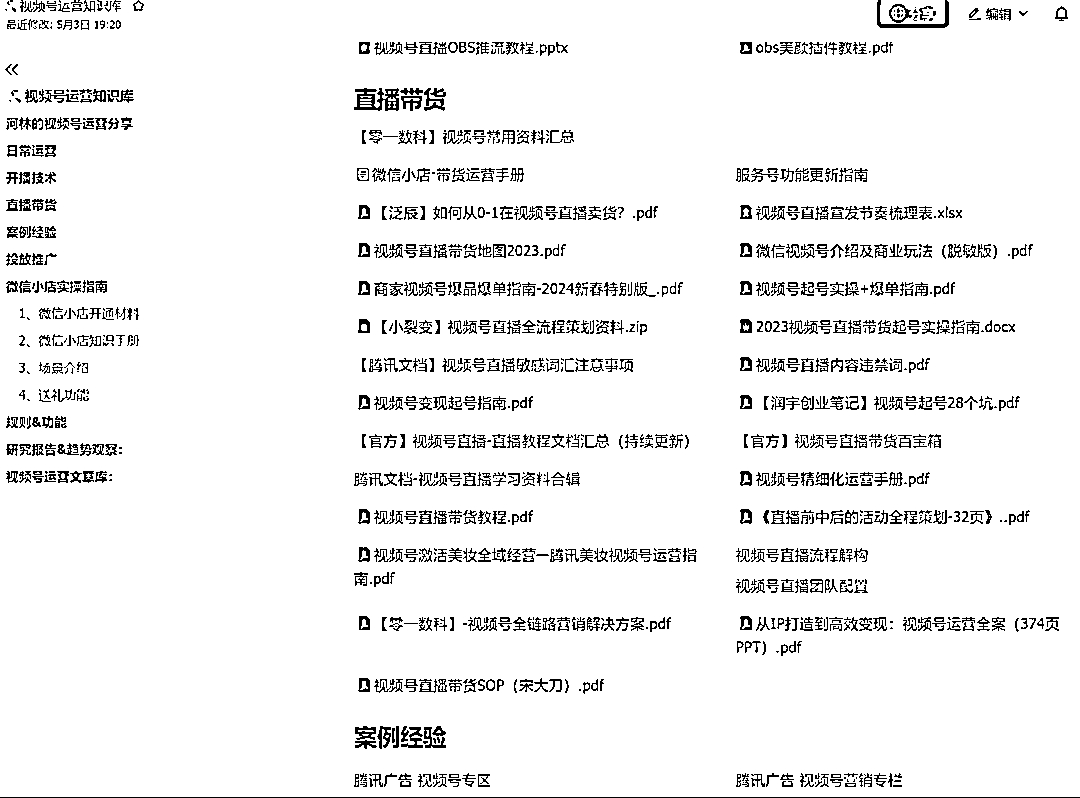 视频号运营知识库
最近修改: 5月3日 19:20
编辑
视频号运营知识库
河林的视频号运营分享
日常运营
开播技术
直播带货
案例经验
投放推广
微信小店实操指南
1、微信小店开通材料
2、微信小店知识手册
3、场景介绍
4、送礼功能
规则&功能
研究报告&趋势观察:
视频号运营文章库:
视频号直播OBS推流教程.pptx
obs美颜插件教程.pdf
直播带货
【零一数科】视频号常用资料汇总
微信小店-带货运营手册
服务号功能更新指南
【泛辰】如何从0-1在视频号直播卖货？.pdf
视频号直播宣发节奏梳理表.xlsx
视频号直播带货地图2023.pdf
微信视频号介绍及商业玩法（脱敏版）.pdf
商家视频号爆品爆单指南-2024新春特别版_.pdf
视频号起号实操+爆单指南.pdf
【小裂变】视频号直播全流程策划资料.zip
2023视频号直播带货起号实操指南.docx
【腾讯文档】视频号直播敏感词汇注意事项
视频号直播内容违禁词.pdf
视频号变现起号指南.pdf
【润宇创业笔记】视频号起号28个坑.pdf
【官方】视频号直播-直播教程文档汇总（持续更新）
【官方】视频号直播带货百宝箱
腾讯文档-视频号直播学习资料合辑
视频号精细化运营手册.pdf
视频号直播带货教程.pdf
《直播前中后的活动全程策划-32页》..pdf
视频号激活美妆全域经营—腾讯美妆视频号运营指
南.pdf
视频号直播流程解构
视频号直播团队配置
【零一数科】-视频号全链路营销解决方案.pdf
从IP打造到高效变现：视频号运营全案（374页
PPT）.pdf
视频号直播带货SOP（宋大刀）.pdf
案例经验
腾讯广告 视频号专区
腾讯广告 视频号营销专栏